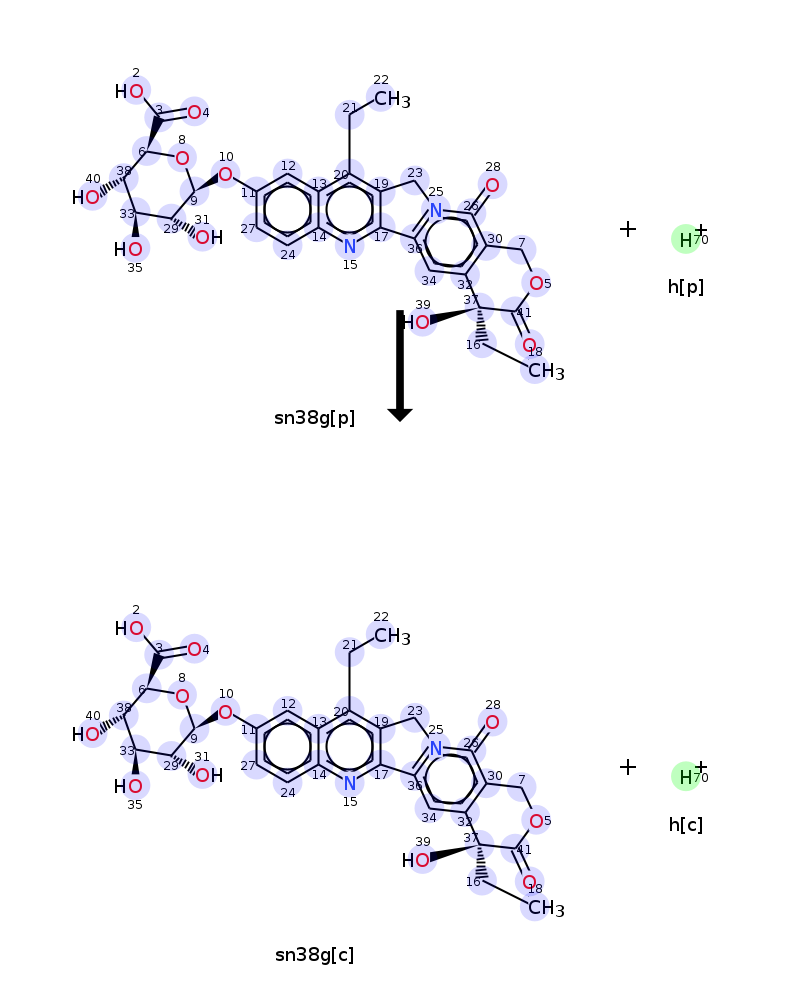 2
HO
3
4
O
8
O
6
10
O
40
HO
38
9
33
31
29
OH
HO
35
22
CH3
21
12
20
13
19
23
11
27
14
17
24
N
15
25
N
28
O
26
30
7
36
34
32
O5
37
41
39
HO
16
O
18
CH3
+
H+
70
h[p]
sn38g[p]
2
HO
3
4
O
8
O
6
10
O
40
HO
38
9
33
31
29
OH
HO
35
22
CH3
21
12
20
13
19
23
11
27
14
17
24
N
15
25
N
28
O
26
30
7
36
34
32
O5
37
41
39
HO
16
O
18
CH3
+
H+
70
h[c]
sn38g[c]